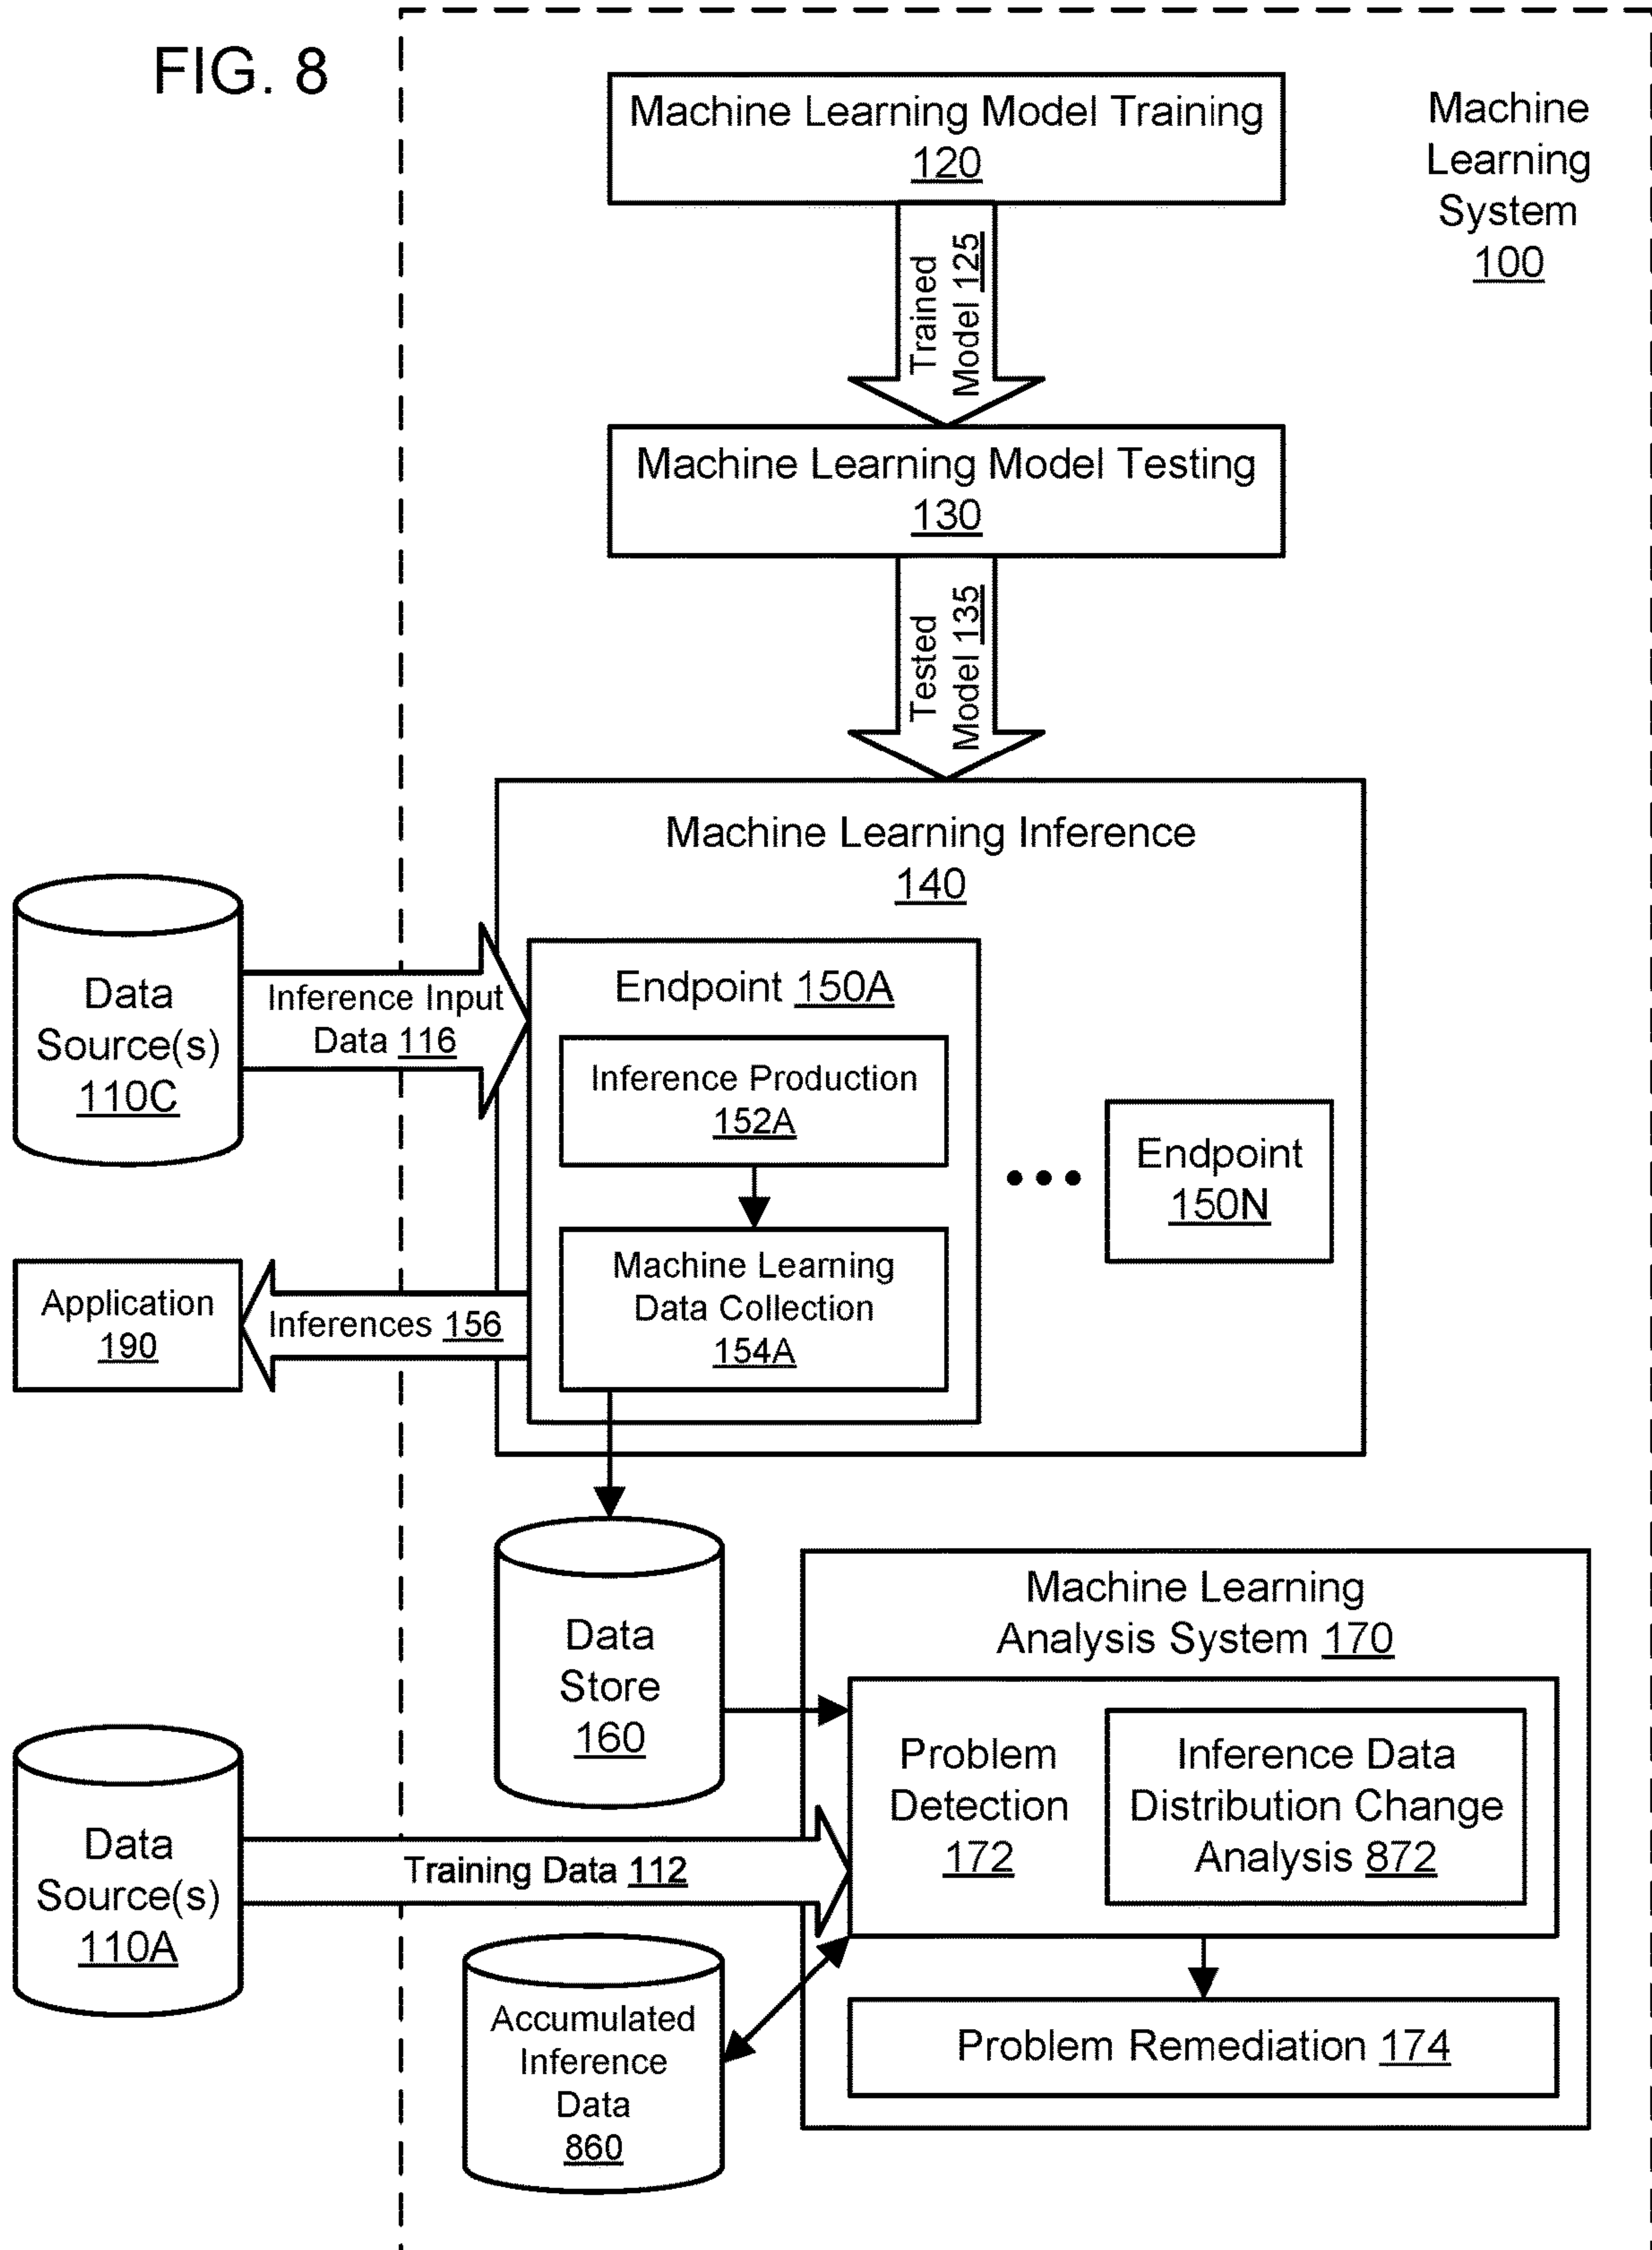 FIG. 8
Machine
Learning
System
100
Machine Learning Model Training
120
Trained
Model 125
Machine Learning Model Testing
130
Tested
Model 135
Machine Learning Inference
140
Data
Source(s)
110C
Inference Input
Data 116
Endpoint 150A
Inference Production
152A
Machine Learning
Data Collection
154A
Endpoint
150N
Application
190
Inferences 156
Data
Store
160
Machine Learning
Analysis System 170
Problem
Detection
172
Inference Data
Distribution Change
Analysis 872
Data
Source(s)
110A
Training Data 112
Accumulated
Inference
Data
860
Problem Remediation 174